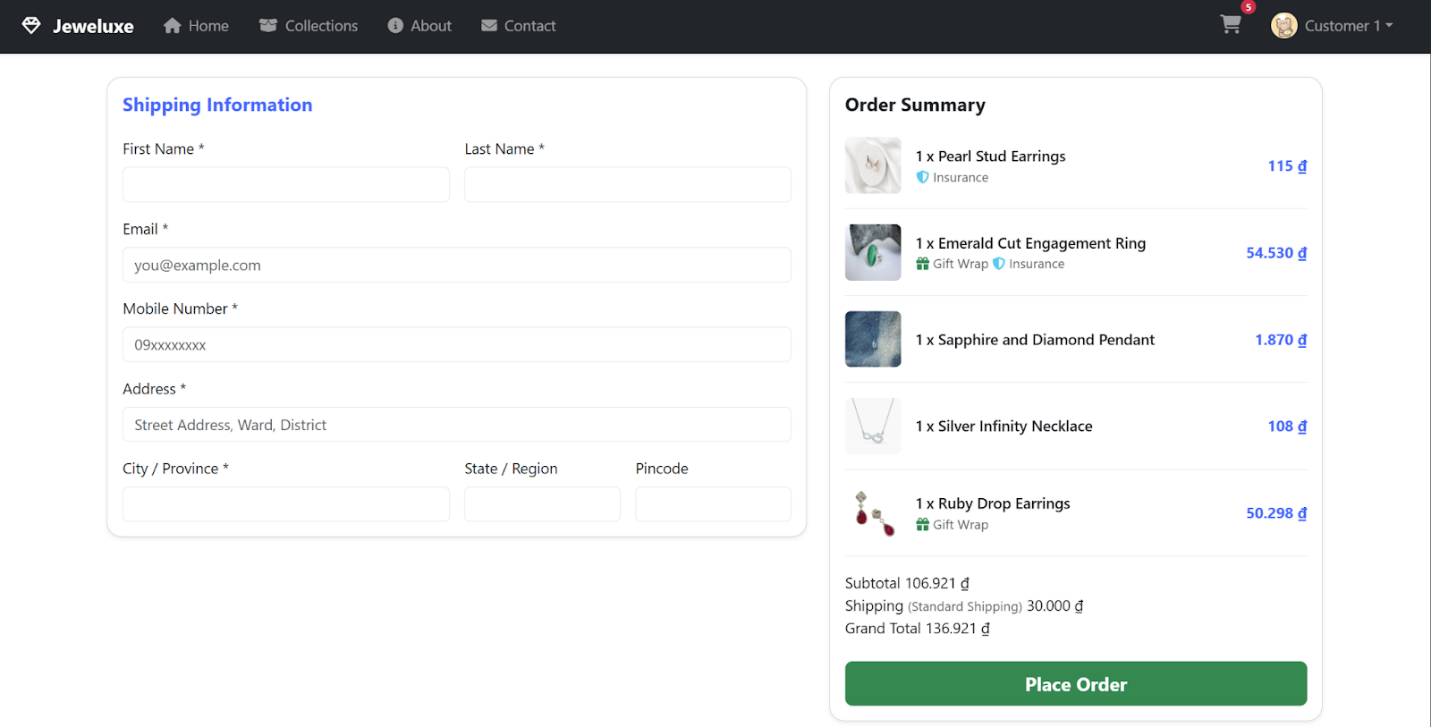 Jeweluxe Home Collections About Contact 5 Customer 1
Shipping Information
First Name * Last Name *
Email *
you@example.com
Mobile Number *
09xxxxxxxx
Address *
Street Address, Ward, District
City / Province * State / Region Pincode
Order Summary
1 x Pearl Stud Earrings 115 ₫
Insurance
1 x Emerald Cut Engagement Ring 54.530 ₫
Gift Wrap Insurance
1 x Sapphire and Diamond Pendant 1.870 ₫
1 x Silver Infinity Necklace 108 ₫
1 x Ruby Drop Earrings 50.298 ₫
Gift Wrap
Subtotal 106.921 ₫
Shipping (Standard Shipping) 30.000 ₫
Grand Total 136.921 ₫
Place Order